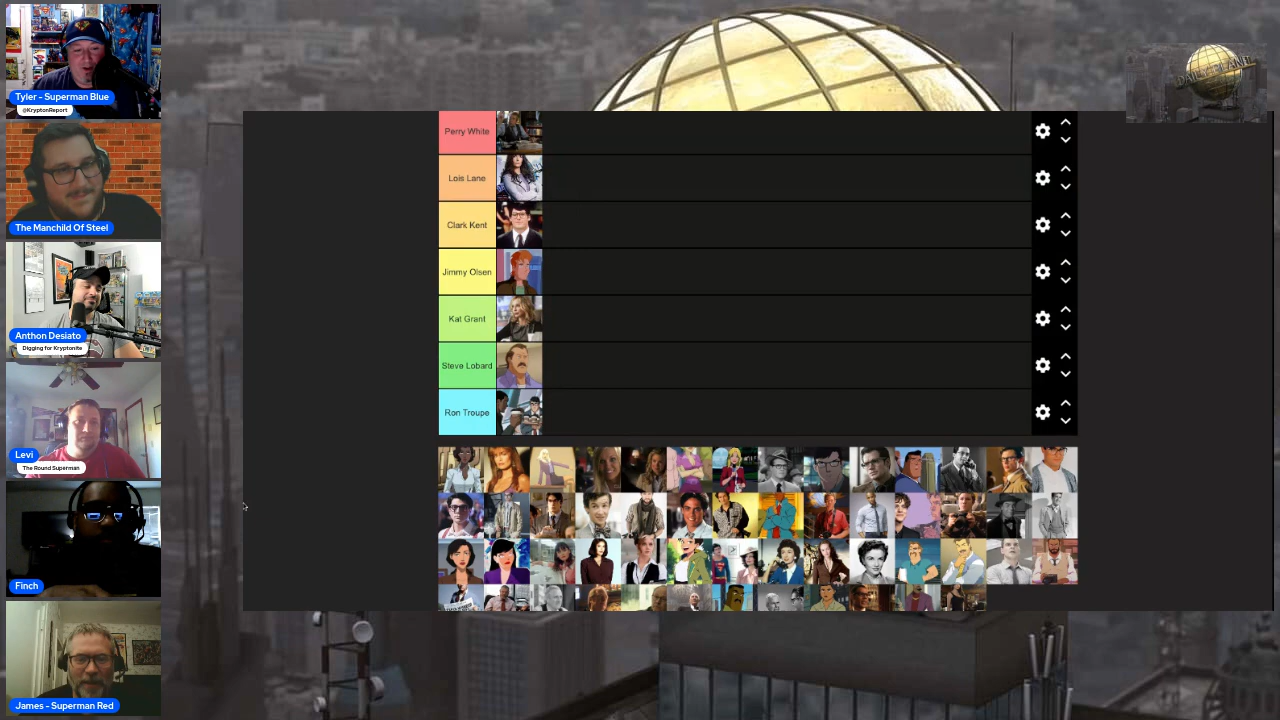 Tyler - Superman Blue
@KryptonReport
The Manchild Of Steel
Anthon Desiato
Digging for Kryptonite
Levi
The Round Superman
Finch
James - Superman Red
Perry White
Lois Lane
Clark Kent
Jimmy Olsen
Kat Grant
Steve Lobard
Ron Troupe
DAILY PLANET